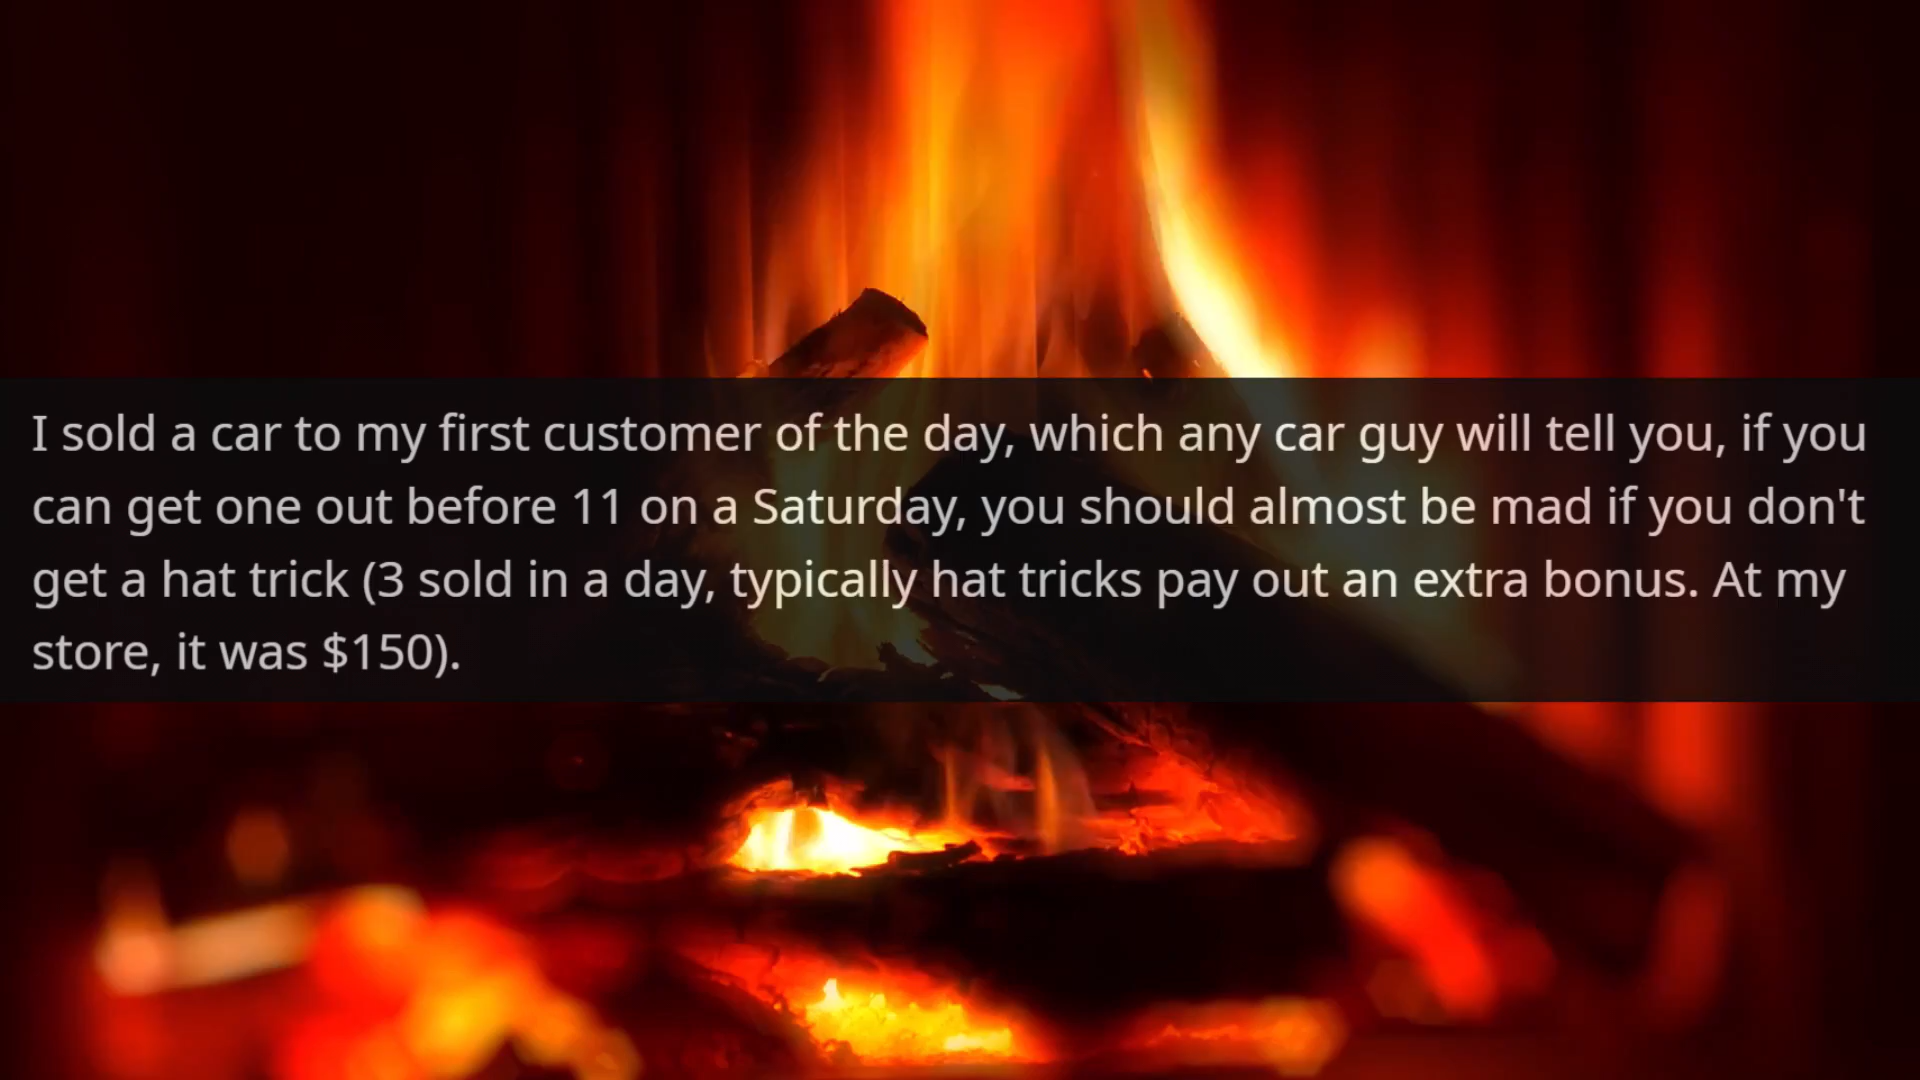 I sold a car to my first customer of the day, which any car guy will tell you, if you
can get one out before 11 on a Saturday, you should almost be mad if you don't
get a hat trick (3 sold in a day, typically hat tricks pay out an extra bonus. At my
store, it was $150).